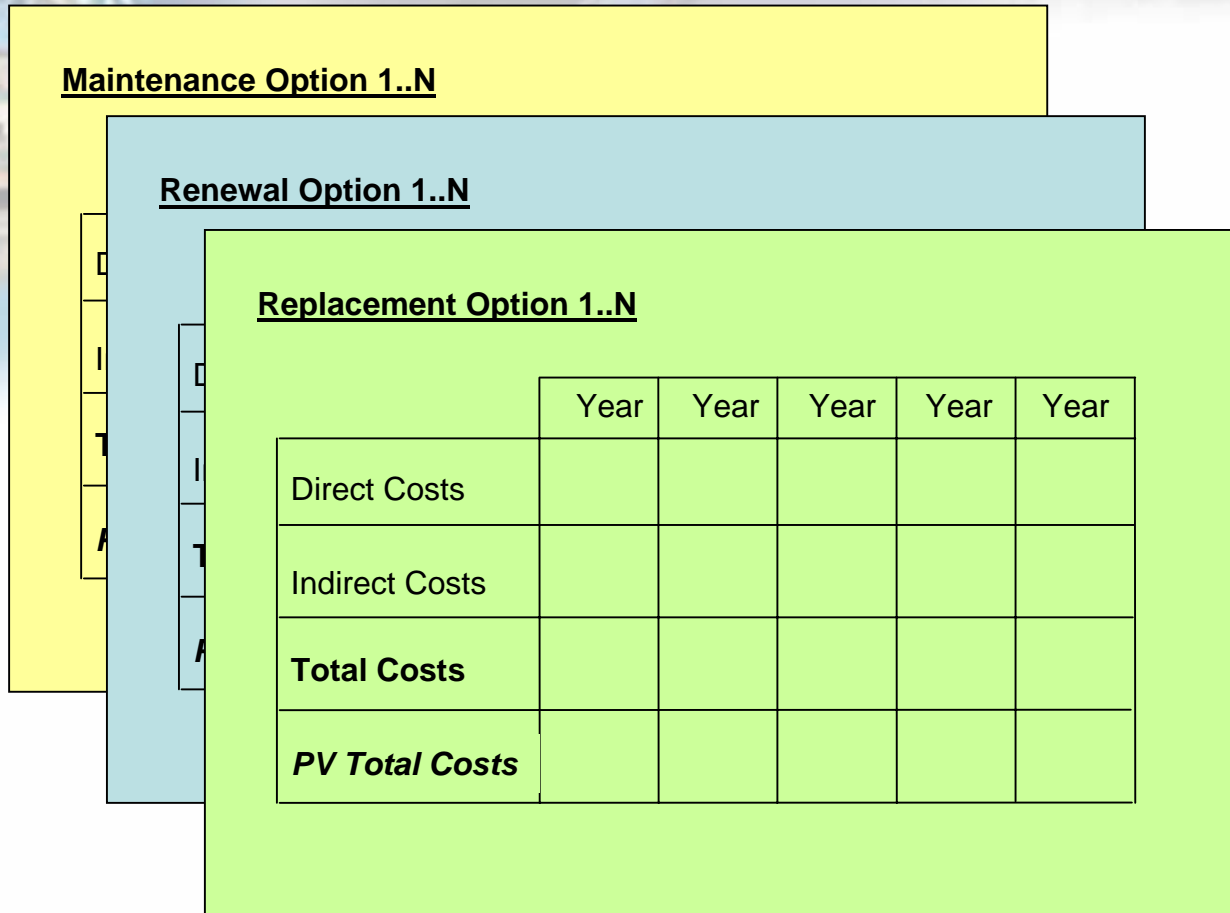 Maintenance Option 1..N
Renewal Option 1..N
Replacement Option 1..N
Year Year Year Year Year
Direct Costs
Indirect Costs
Total Costs
PV Total Costs